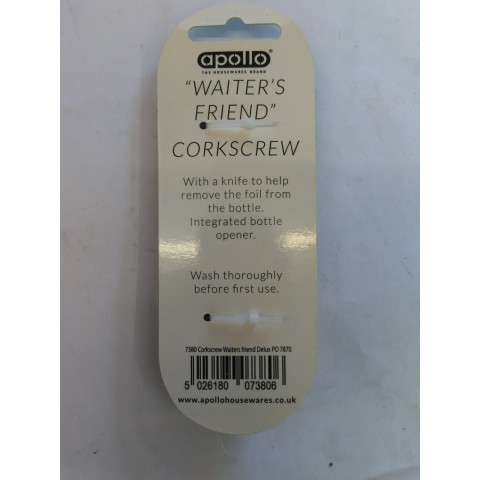 apollo®
THE HOUSEWARES BRAND
"WAITER'S
FRIEND"
CORKSCREW
With a knife to help
remove the foil from
the bottle.
Integrated bottle
opener.
Wash thoroughly
before first use.
7380 Corkscrew Waiters friend Delux PO 7870
5 026180 073806
www.apollohousewares.co.uk